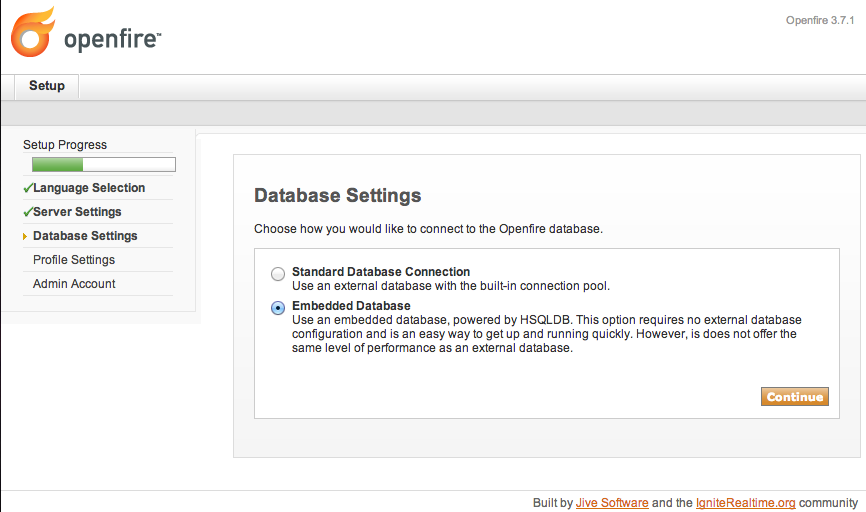 openfire™
Openfire 3.7.1
Setup
Setup Progress
Language Selection
Server Settings
Database Settings
Profile Settings
Admin Account
Database Settings
Choose how you would like to connect to the Openfire database.
Standard Database Connection
Use an external database with the built-in connection pool.
Embedded Database
Use an embedded database, powered by HSQLDB. This option requires no external database
configuration and is an easy way to get up and running quickly. However, is does not offer the
same level of performance as an external database.
Continue
Built by Jive Software and the IgniteRealtime.org community